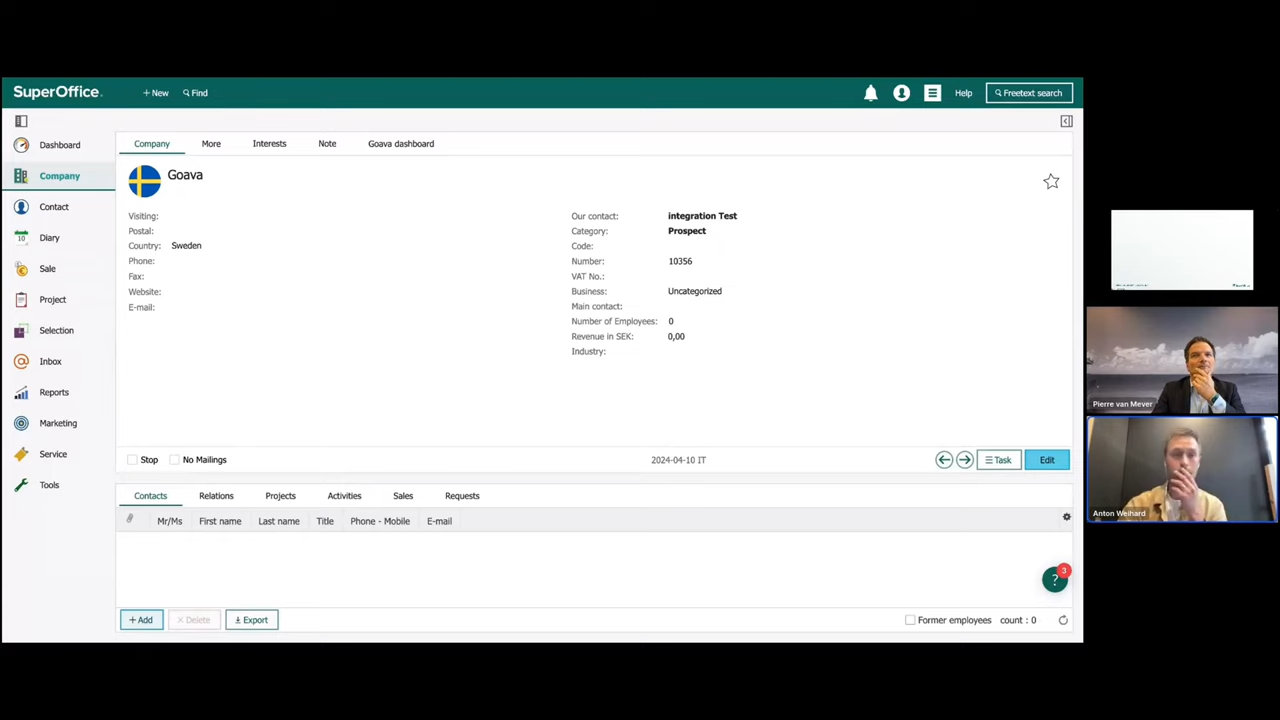 SuperOffice.
+ New
Find
Help
Freetext search
Dashboard
Company
Contact
10
Diary
Sale
Project
Selection
Inbox
Reports
Marketing
Service
Tools
Company More Interests Note Goava dashboard
Goava
Visiting:
Postal:
Country: Sweden
Phone:
Fax:
Website:
E-mail:
Our contact: integration Test
Category: Prospect
Code:
Number: 10356
VAT No.:
Business: Uncategorized
Main contact:
Number of Employees: 0
Revenue in SEK: 0,00
Industry:
Stop No Mailings 2024-04-10 IT Task Edit
Contacts Relations Projects Activities Sales Requests
Mr/Ms First name Last name Title Phone - Mobile E-mail
? 3
+ Add × Delete Export Former employees count : 0
Pierre van Meyer
Anton Weihard